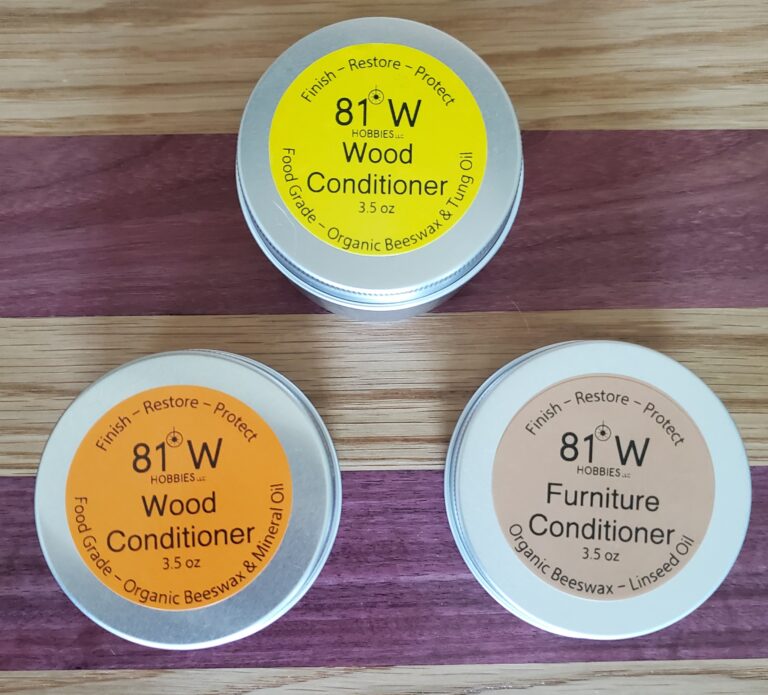 Finish – Restore – Protect
81° W
HOBBIES LLC
Wood
Conditioner
3.5 oz
Food Grade – Organic Beeswax & Tung Oil
Finish – Restore – Protect
81° W
HOBBIES LLC
Wood
Conditioner
3.5 oz
Food Grade – Organic Beeswax & Mineral Oil
Finish – Restore – Protect
81° W
HOBBIES LLC
Furniture
Conditioner
3.5 oz
Organic Beeswax – Linseed Oil